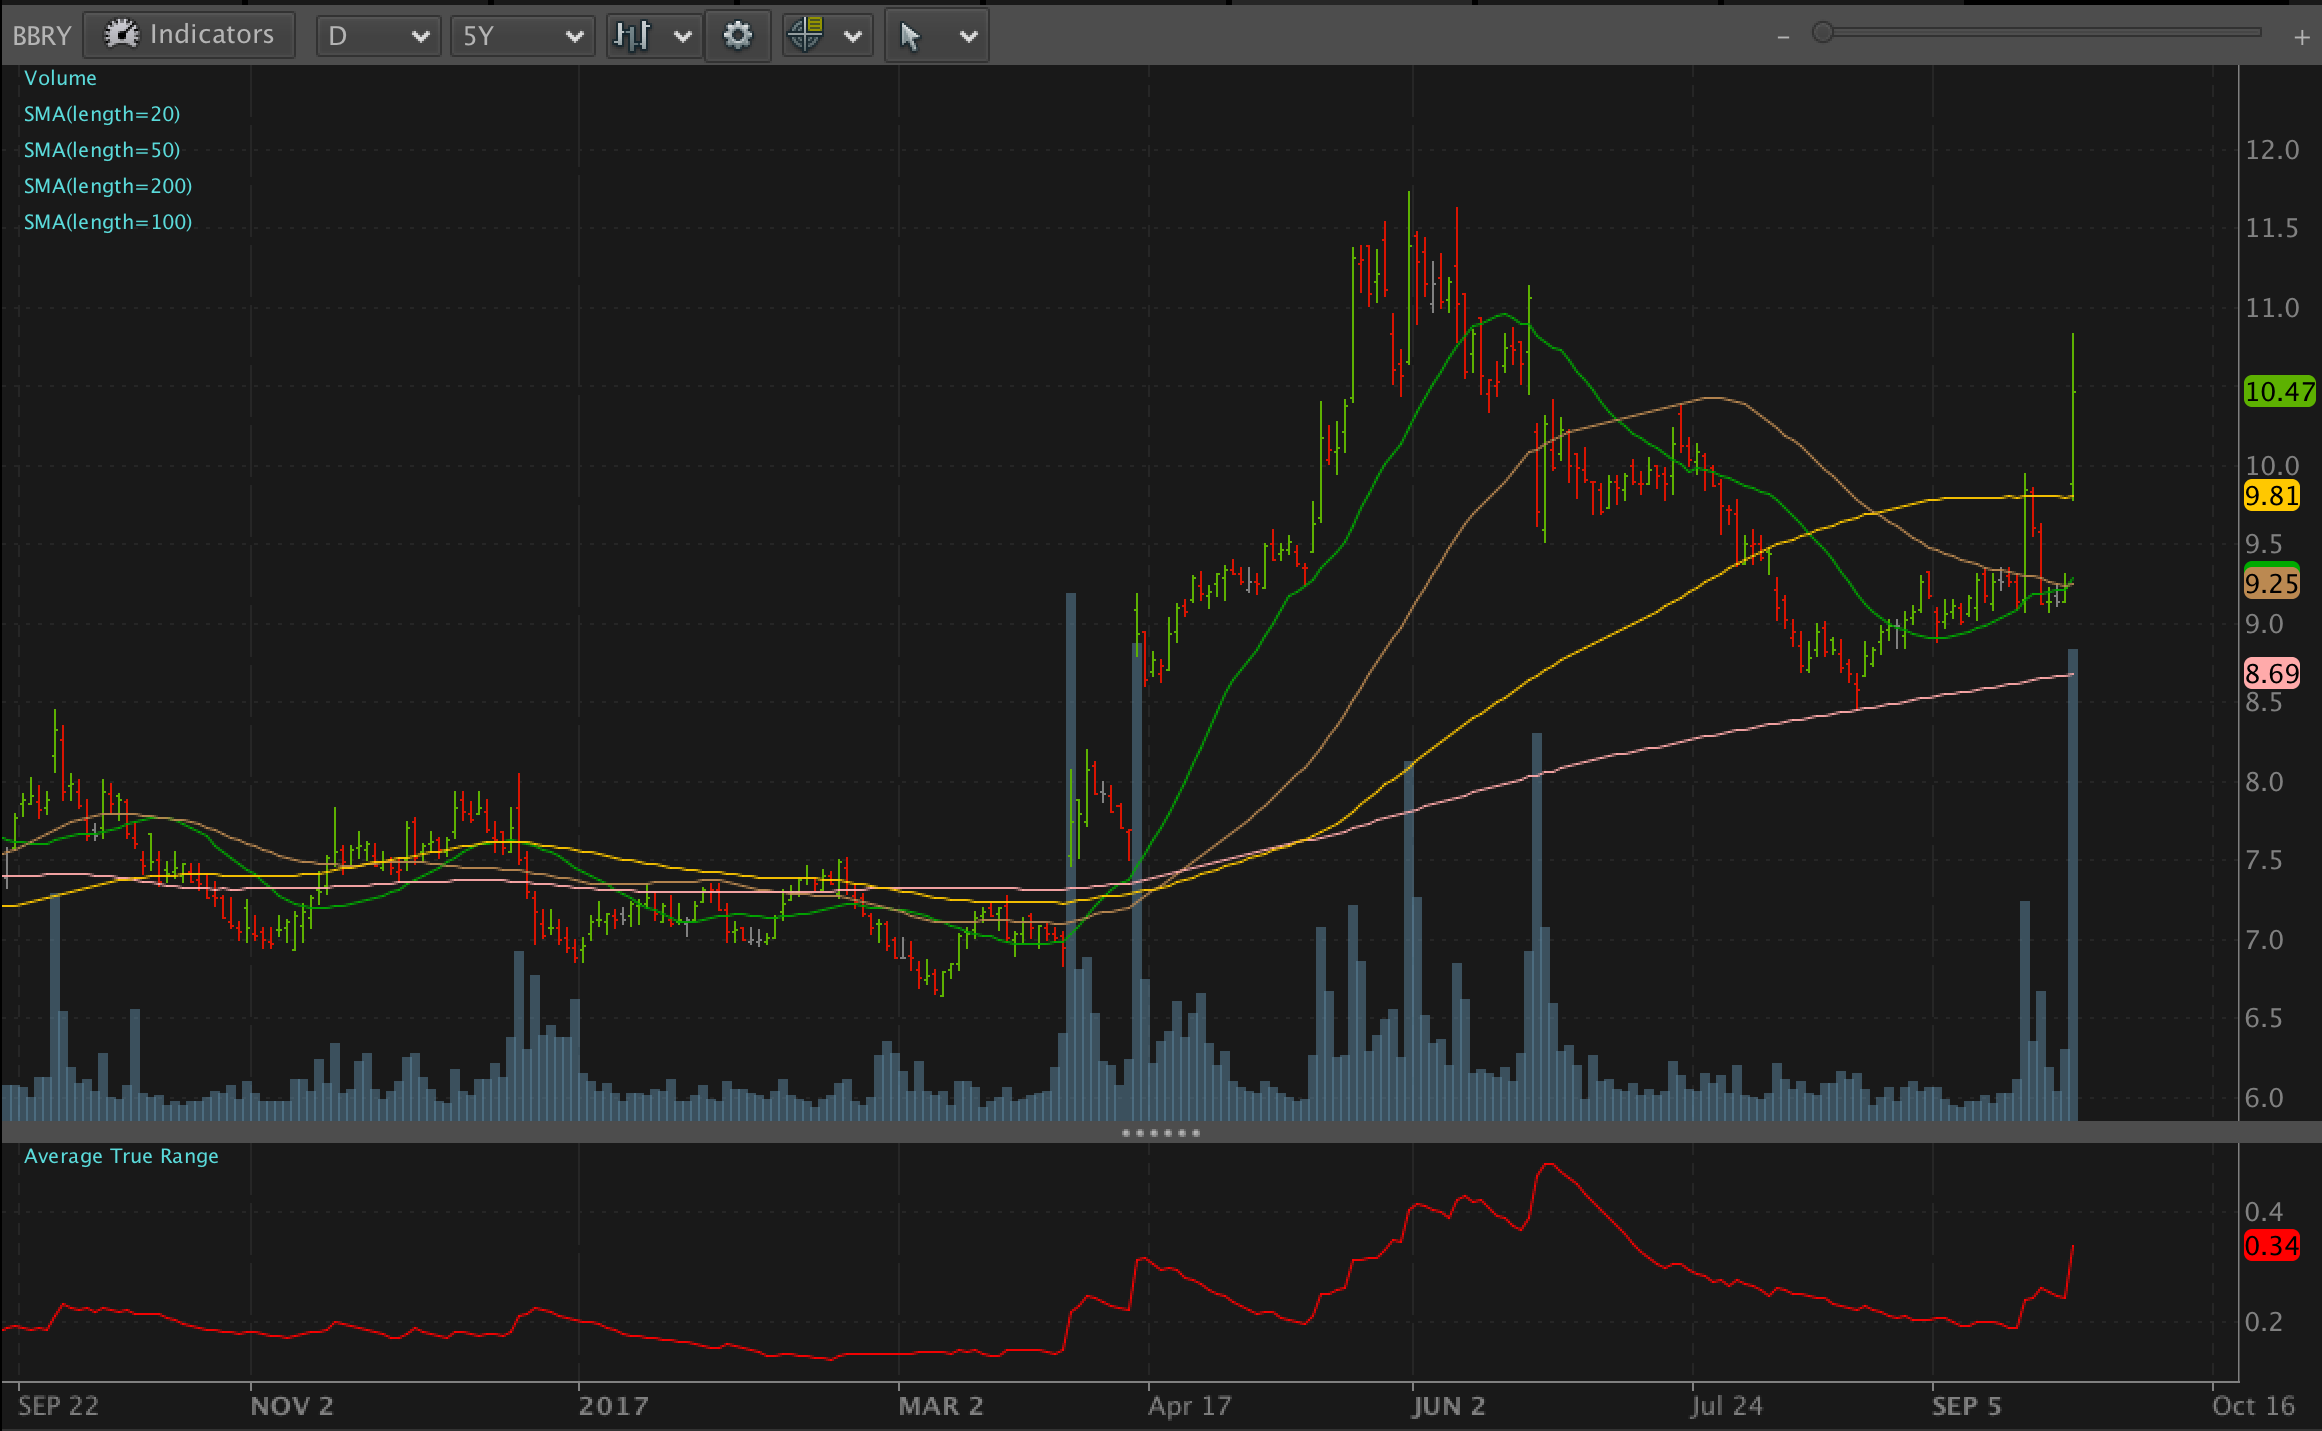 BBRY Indicators D 5Y
Volume
SMA(length=20)
SMA(length=50)
SMA(length=200)
SMA(length=100)
12.0
11.5
11.0
10.47
10.0
9.81
9.5
9.25
9.0
8.69
8.5
8.0
7.5
7.0
6.5
6.0
Average True Range
0.4
0.34
0.2
SEP 22 NOV 2 2017 MAR 2 Apr 17 JUN 2 Jul 24 SEP 5 Oct 16